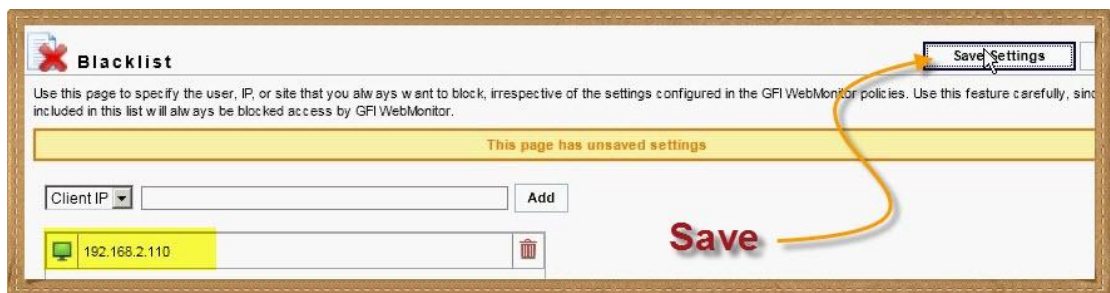 Blacklist
Save Settings
Use this page to specify the user, IP, or site that you always want to block, irrespective of the settings configured in the GFI WebMonitor policies. Use this feature carefully, sinc
included in this list will always be blocked access by GFI WebMonitor.
This page has unsaved settings
Client IP
Add
Save
192.168.2.110